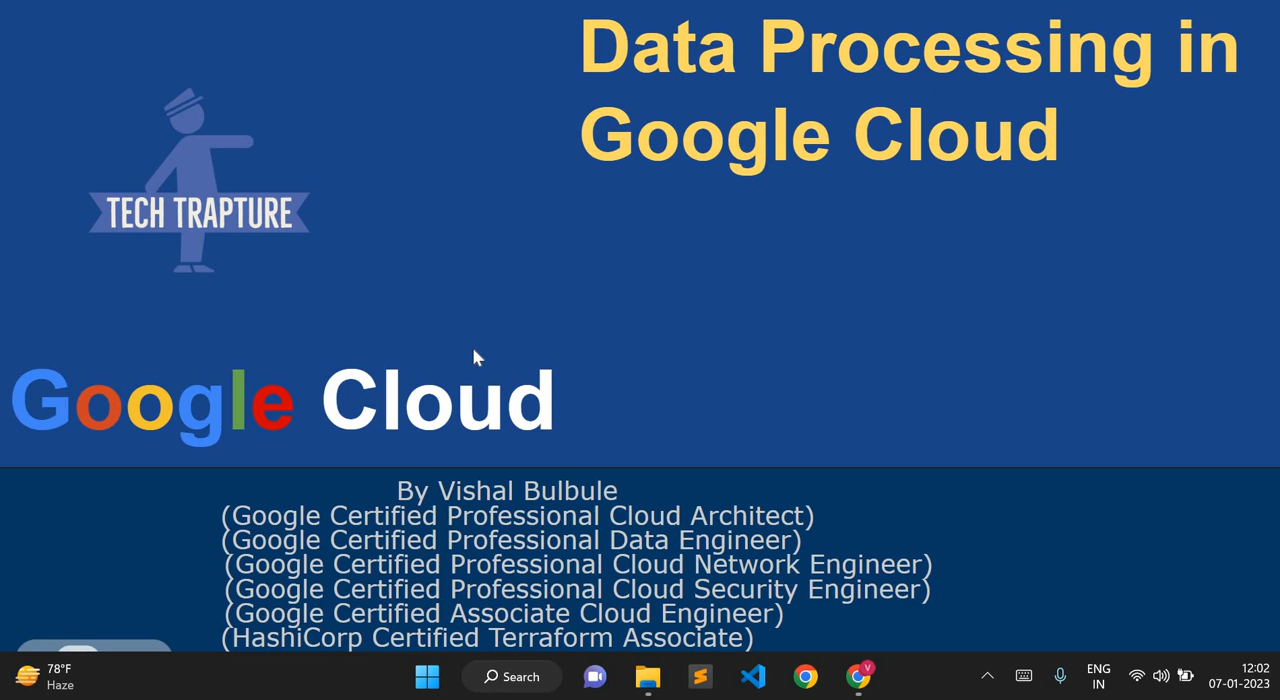 Data Processing in
Google Cloud
TECH TRAPTURE
Google Cloud
By Vishal Bulbule
(Google Certified Professional Cloud Architect)
(Google Certified Professional Data Engineer)
(Google Certified Professional Cloud Network Engineer)
(Google Certified Professional Cloud Security Engineer)
(Google Certified Associate Cloud Engineer)
(HashiCorp Certified Terraform Associate)
78°F
Haze
Search
V
ENG
IN
12:02
07-01-2023